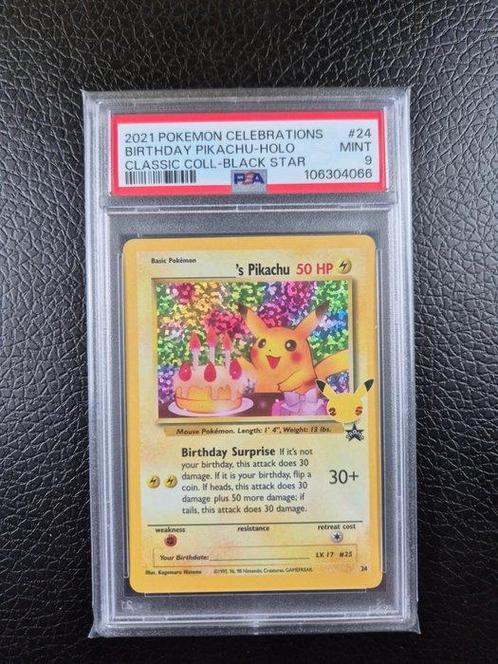 2021 POKEMON CELEBRATIONS #24
BIRTHDAY PIKACHU-HOLO MINT
CLASSIC COLL-BLACK STAR 9
PSA 106304066
Basic Pokémon
's Pikachu 50 HP
25
Mouse Pokémon. Length: 1' 4", Weight: 13 lbs.
Birthday Surprise If it's not
your birthday, this attack does 30
damage. If it is your birthday, flip a
coin. If heads, this attack does 30
damage plus 50 more damage; if
tails, this attack does 30 damage.
30+
weakness resistance retreat cost
Your Birthdate:
LV. 17 #25
Illus. Kagemaru Himeno ©1995, 96, 98 Nintendo, Creatures, GAMEFREAK. 24